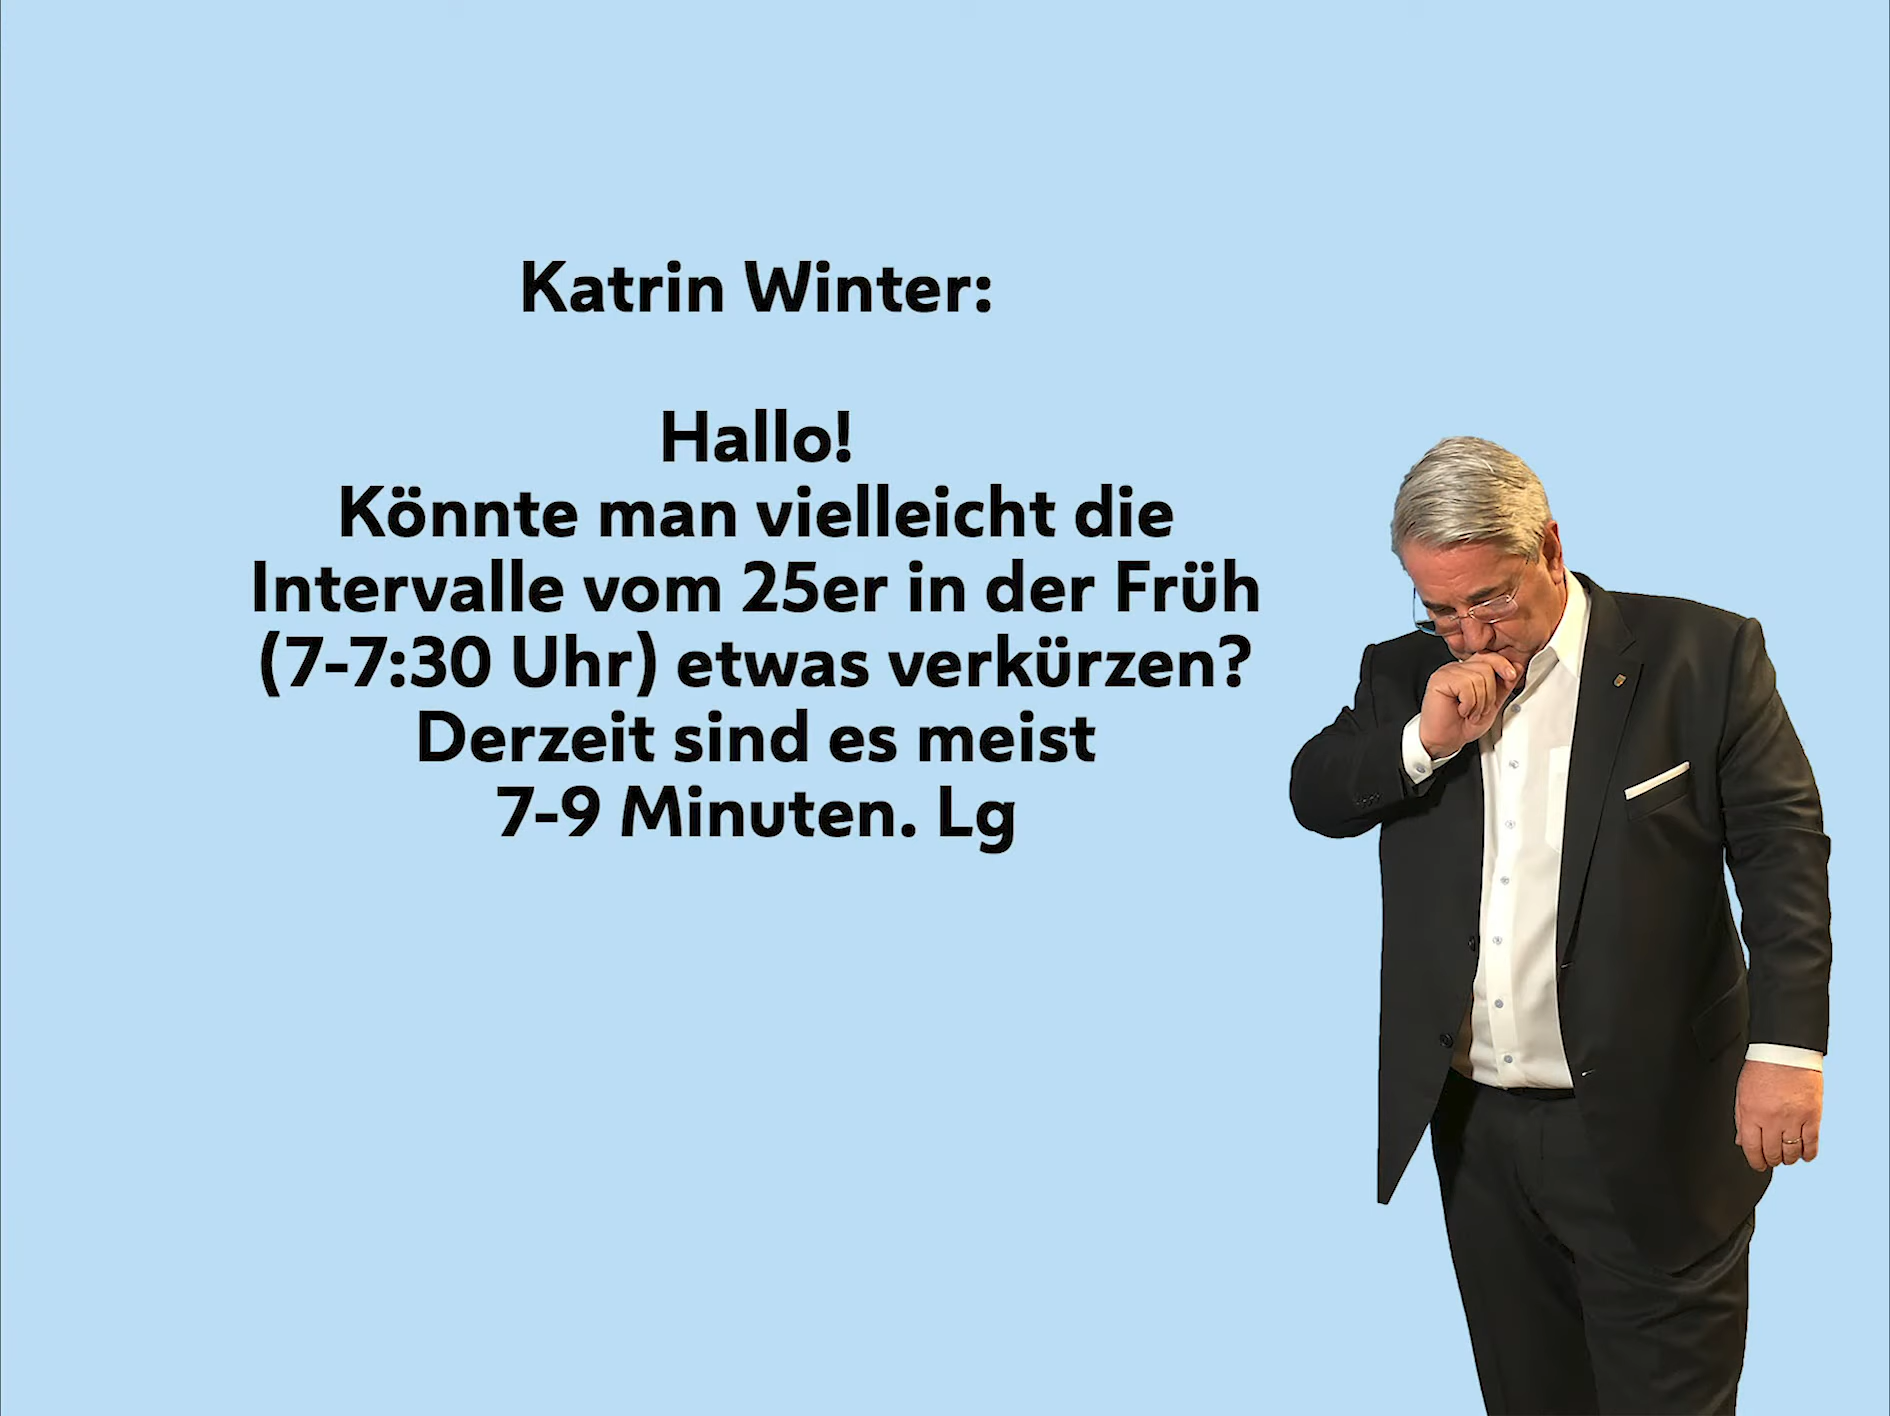 Katrin Winter:
Hallo!
Könnte man vielleicht die
Intervalle vom 25er in der Früh
(7-7:30 Uhr) etwas verkürzen?
Derzeit sind es meist
7-9 Minuten. Lg